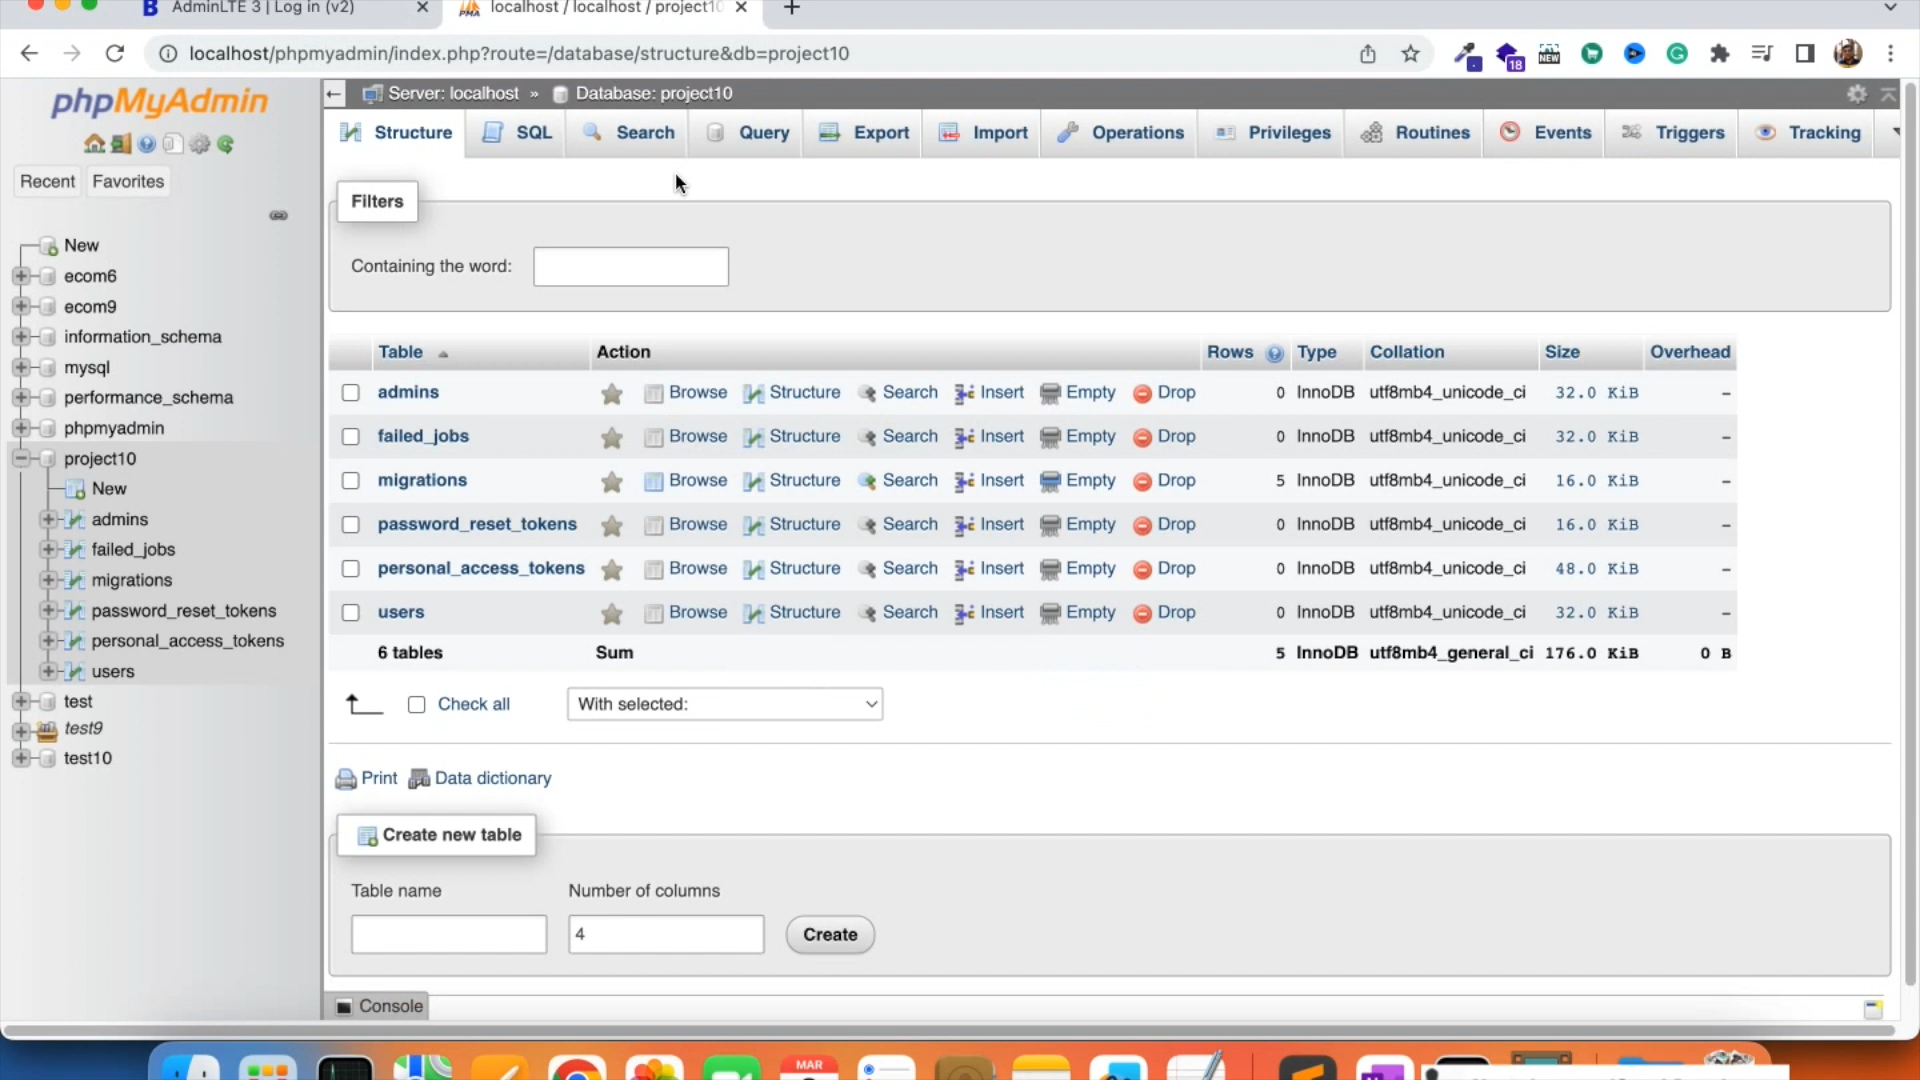 AdminLTE 3 | Log in (v2)
localhost / localhost / project10
localhost/phpmyadmin/index.php?route=/database/structure&db=project10
18
NEW
phpMyAdmin
Recent
Favorites
New
ecom6
ecom9
information_schema
mysql
performance_schema
phpmyadmin
project10
New
admins
failed_jobs
migrations
password_reset_tokens
personal_access_tokens
users
test
test9
test10
Server: localhost » Database: project10
Structure SQL Search Query Export Import Operations Privileges Routines Events Triggers Tracking
Filters
Containing the word:
Table Action Rows Type Collation Size Overhead
admins Browse Structure Search Insert Empty Drop 0 InnoDB utf8mb4_unicode_ci 32.0 KiB –
failed_jobs Browse Structure Search Insert Empty Drop 0 InnoDB utf8mb4_unicode_ci 32.0 KiB –
migrations Browse Structure Search Insert Empty Drop 5 InnoDB utf8mb4_unicode_ci 16.0 KiB –
password_reset_tokens Browse Structure Search Insert Empty Drop 0 InnoDB utf8mb4_unicode_ci 16.0 KiB –
personal_access_tokens Browse Structure Search Insert Empty Drop 0 InnoDB utf8mb4_unicode_ci 48.0 KiB –
users Browse Structure Search Insert Empty Drop 0 InnoDB utf8mb4_unicode_ci 32.0 KiB –
6 tables Sum 5 InnoDB utf8mb4_general_ci 176.0 KiB 0 B
Check all
With selected:
Print Data dictionary
Create new table
Table name Number of columns
4
Create
Console
MAR